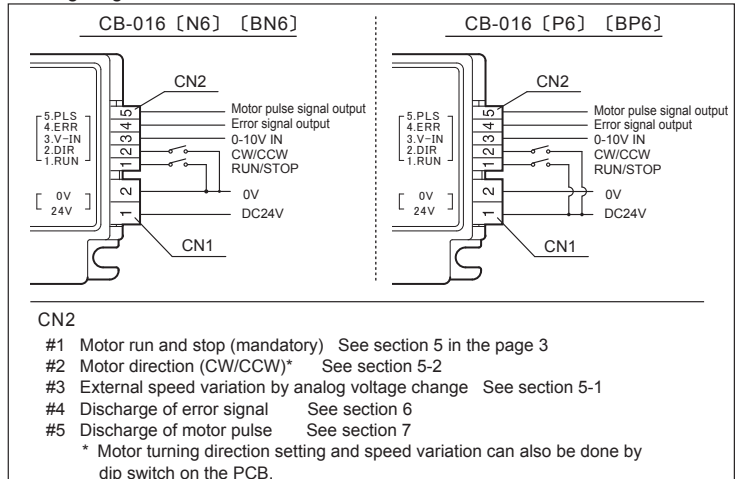 CB-016〔N6〕〔BN6〕
CN2
5.PLS
4.ERR
3.V-IN
2.DIR
1.RUN
0V
24V
5
4
3
2
1
2
1
Motor pulse signal output
Error signal output
0-10V IN
CW/CCW
RUN/STOP
0V
DC24V
CN1
CB-016〔P6〕〔BP6〕
CN2
5.PLS
4.ERR
3.V-IN
2.DIR
1.RUN
0V
24V
5
4
3
2
1
2
1
Motor pulse signal output
Error signal output
0-10V IN
CW/CCW
RUN/STOP
0V
DC24V
CN1
CN2
#1 Motor run and stop (mandatory) See section 5 in the page 3
#2 Motor direction (CW/CCW)* See section 5-2
#3 External speed variation by analog voltage change See section 5-1
#4 Discharge of error signal See section 6
#5 Discharge of motor pulse See section 7
* Motor turning direction setting and speed variation can also be done by
dip switch on the PCB.